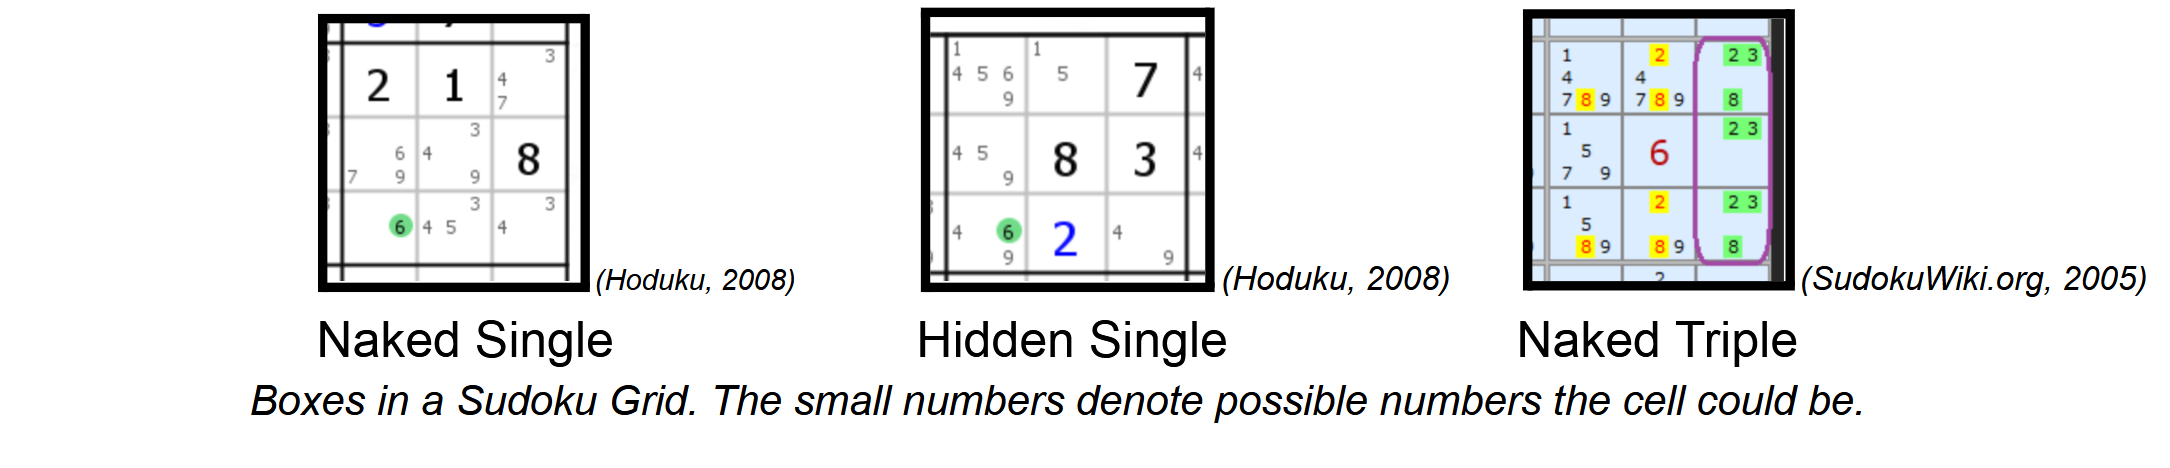 3
2 1 4
7
3
6 4 8
7 9 9
3 3
6 4 5 4
(Hoduku, 2008)
Naked Single
1 1
4 5 6 5 7 4
9
4 5 8 3 4
9
4 6 2 4
9 9
(Hoduku, 2008)
Hidden Single
1 2 2 3
4 4
7 8 9 7 8 9 8
1 2 3
5 6
7 9
1 2 2 3
5
8 9 8 9 8
(SudokuWiki.org, 2005)
Naked Triple
Boxes in a Sudoku Grid. The small numbers denote possible numbers the cell could be.